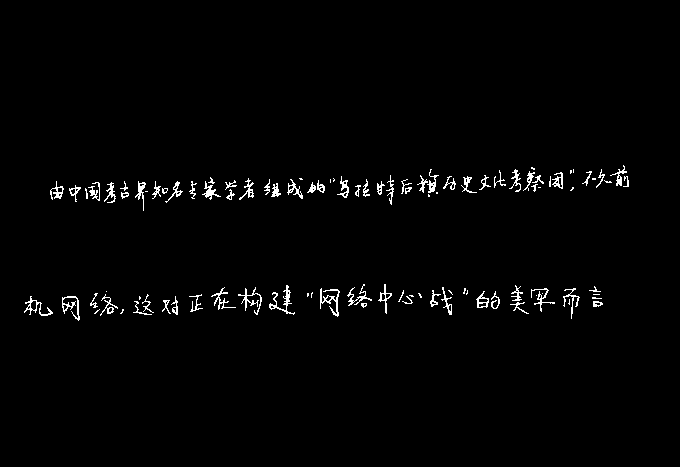 由中国考古界知名专家学者组成的"乌拉特后旗历史文化考察团",不久前
机网络,这对正在构建"网络中心战"的美军而言